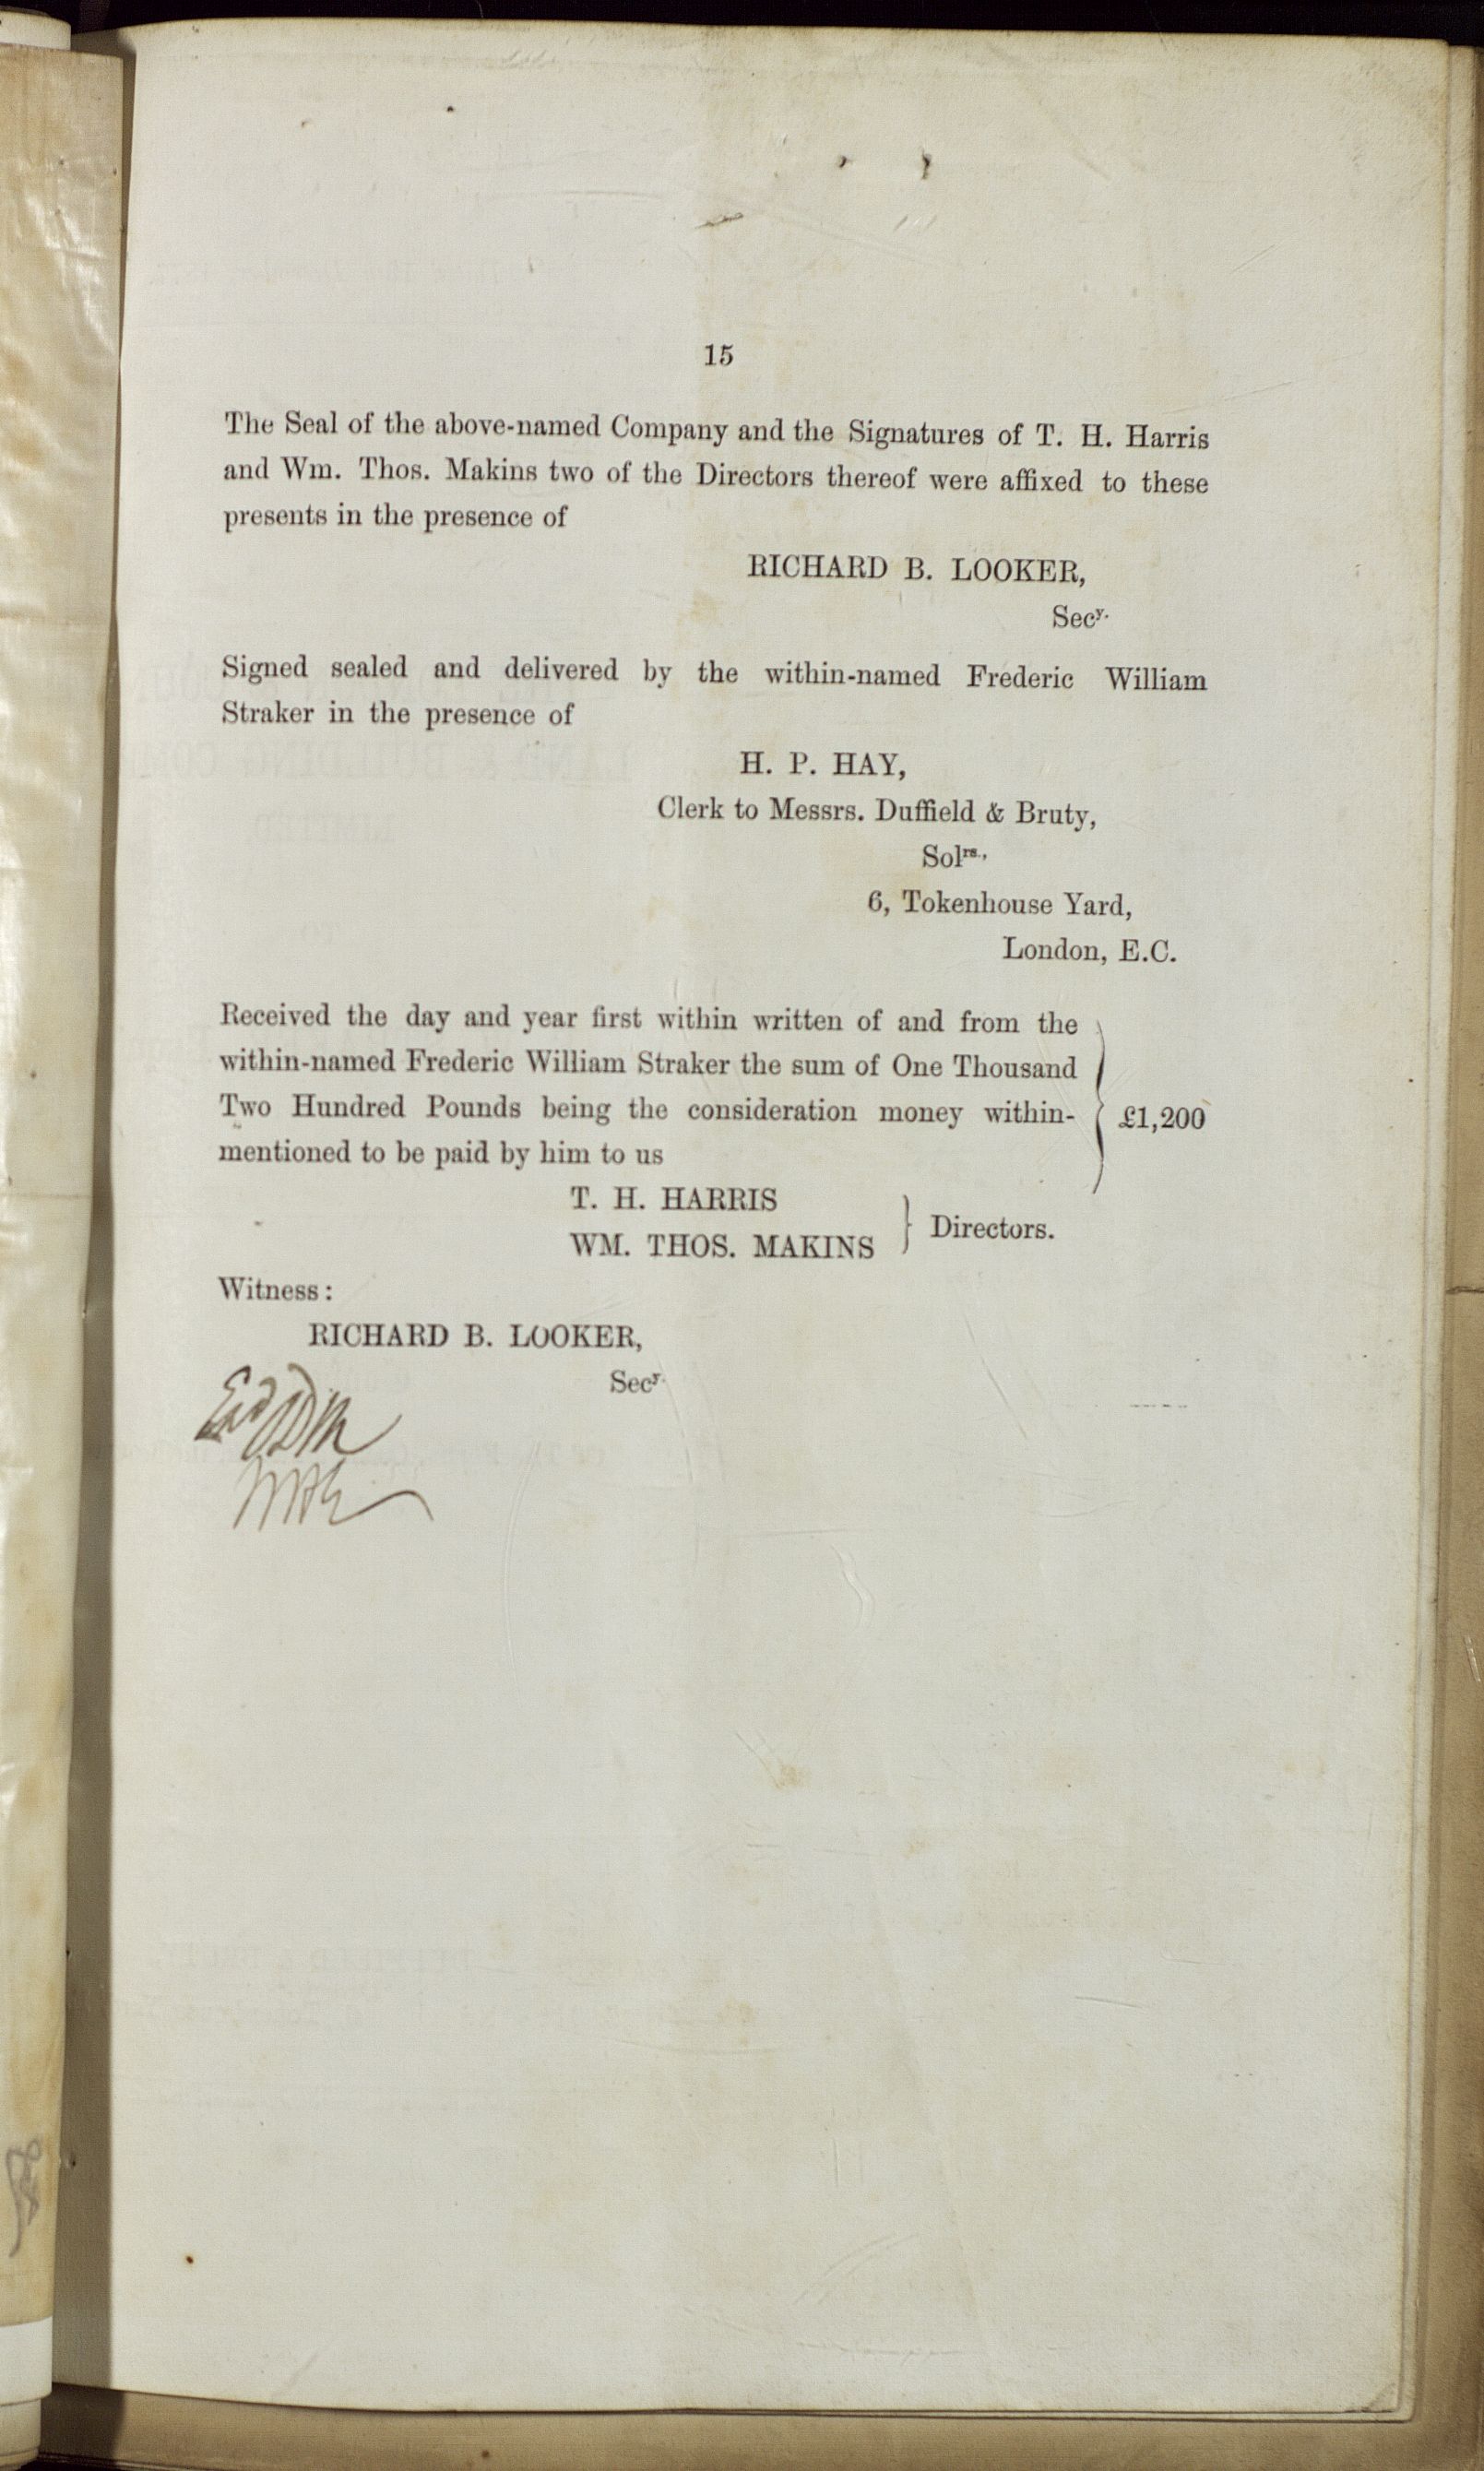 15
The Seal of the above-named Company and the Signatures of T. H. Harris
and Wm. Thos. Makins two of the Directors thereof were affixed to these
presents in the presence of
RICHARD B. LOOKER,
Secy.
Signed sealed and delivered by the within-named Frederic William
Straker in the presence of
H. P. HAY,
Clerk to Messrs. Duffield & Bruty,
Solrs.,
6, Tokenhouse Yard,
London, E.C.
Received the day and year first within written of and from the
within-named Frederic William Straker the sum of One Thousand
Two Hundred Pounds being the consideration money within-
mentioned to be paid by him to us
£1,200
T. H. HARRIS
WM. THOS. MAKINS
Directors.
Witness:
RICHARD B. LOOKER,
Secy.